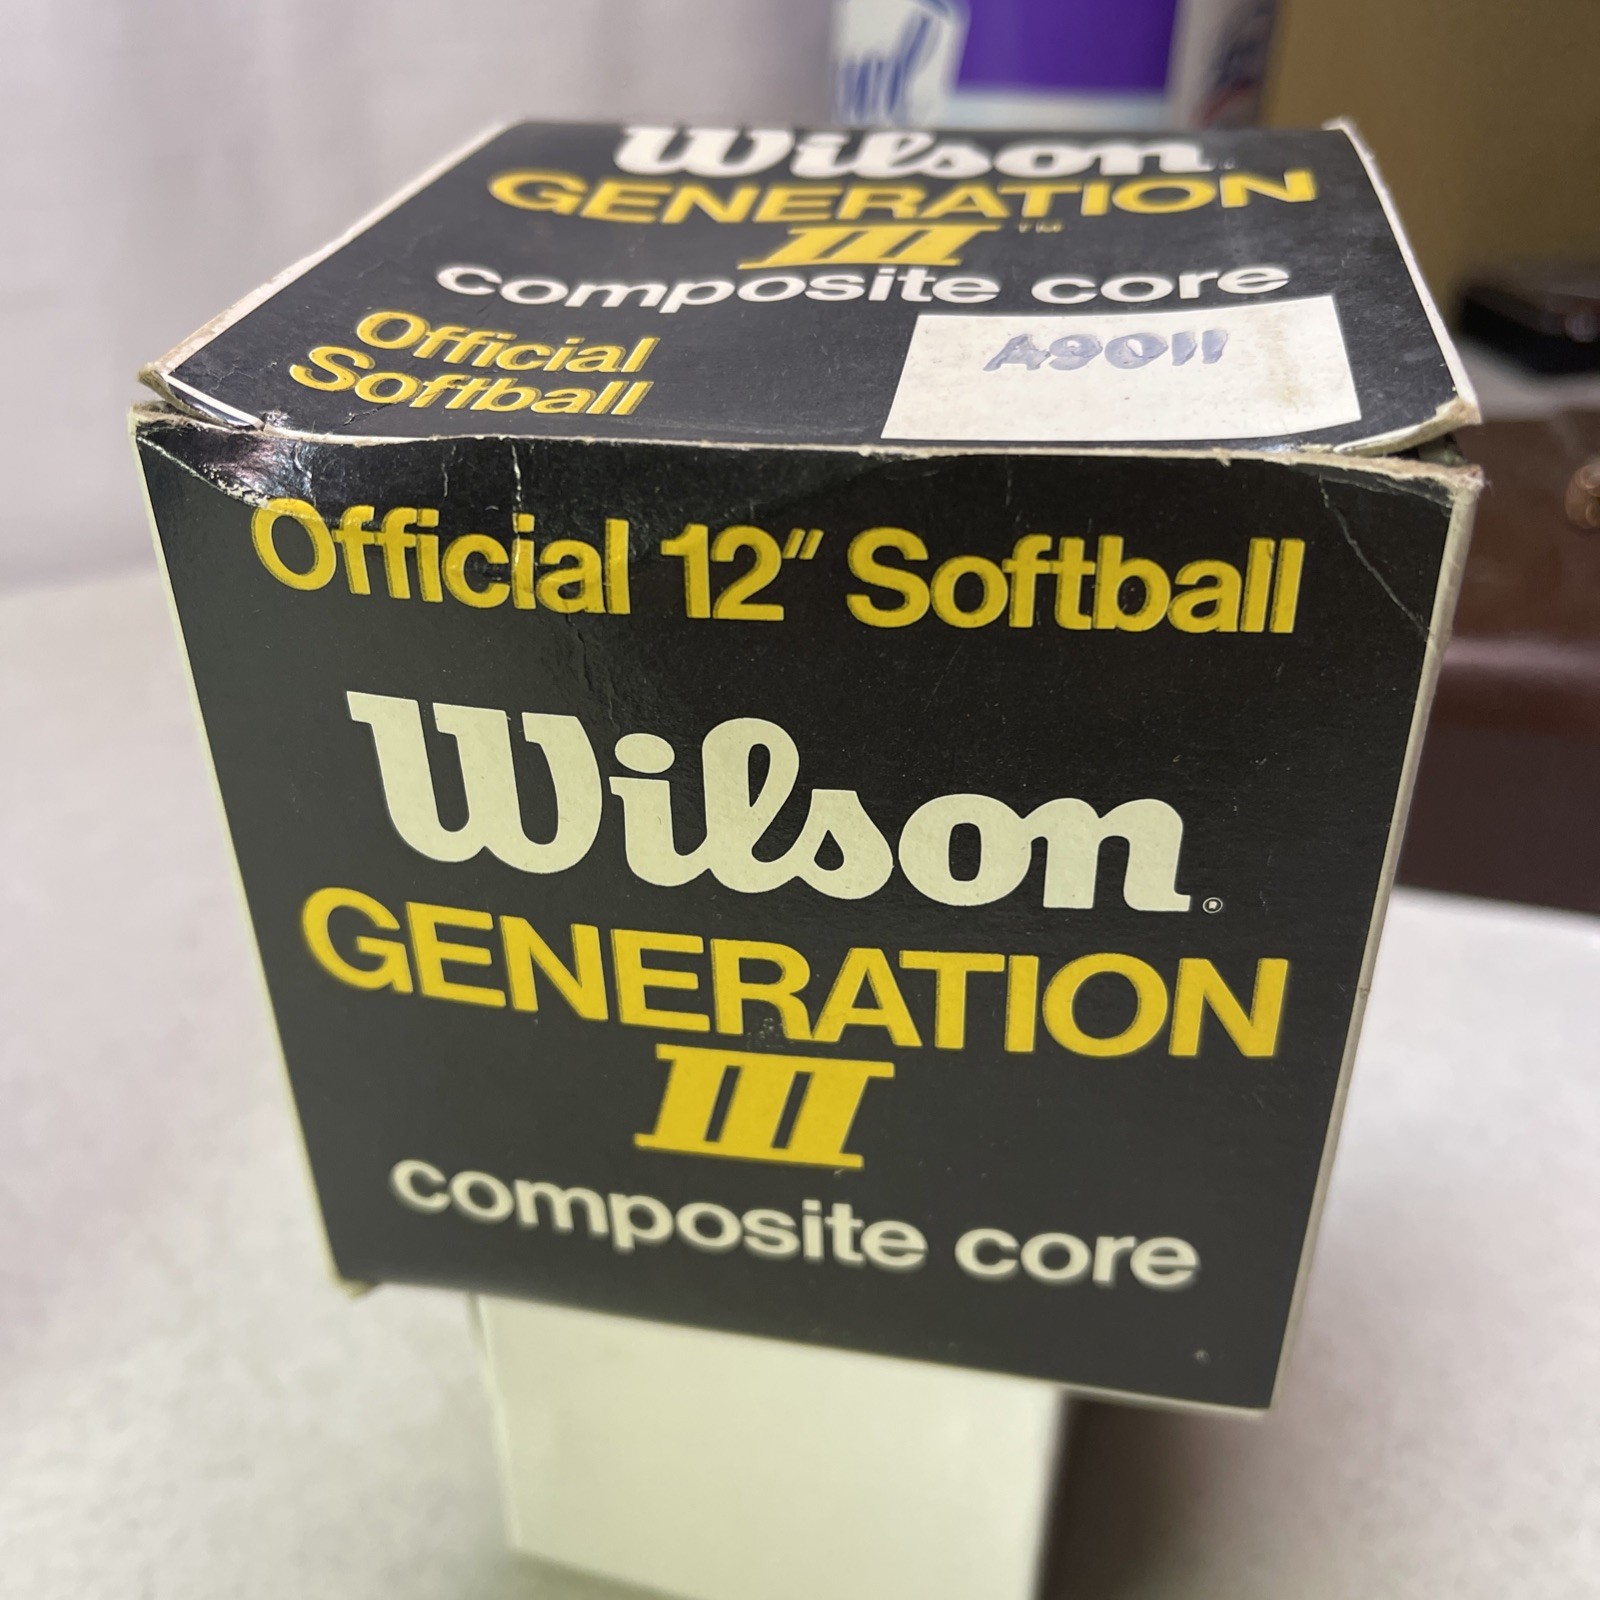 Wilson
GENERATION
III ™
composite core
Official
Softball
A9011
Official 12″ Softball
Wilson®
GENERATION
III
composite core